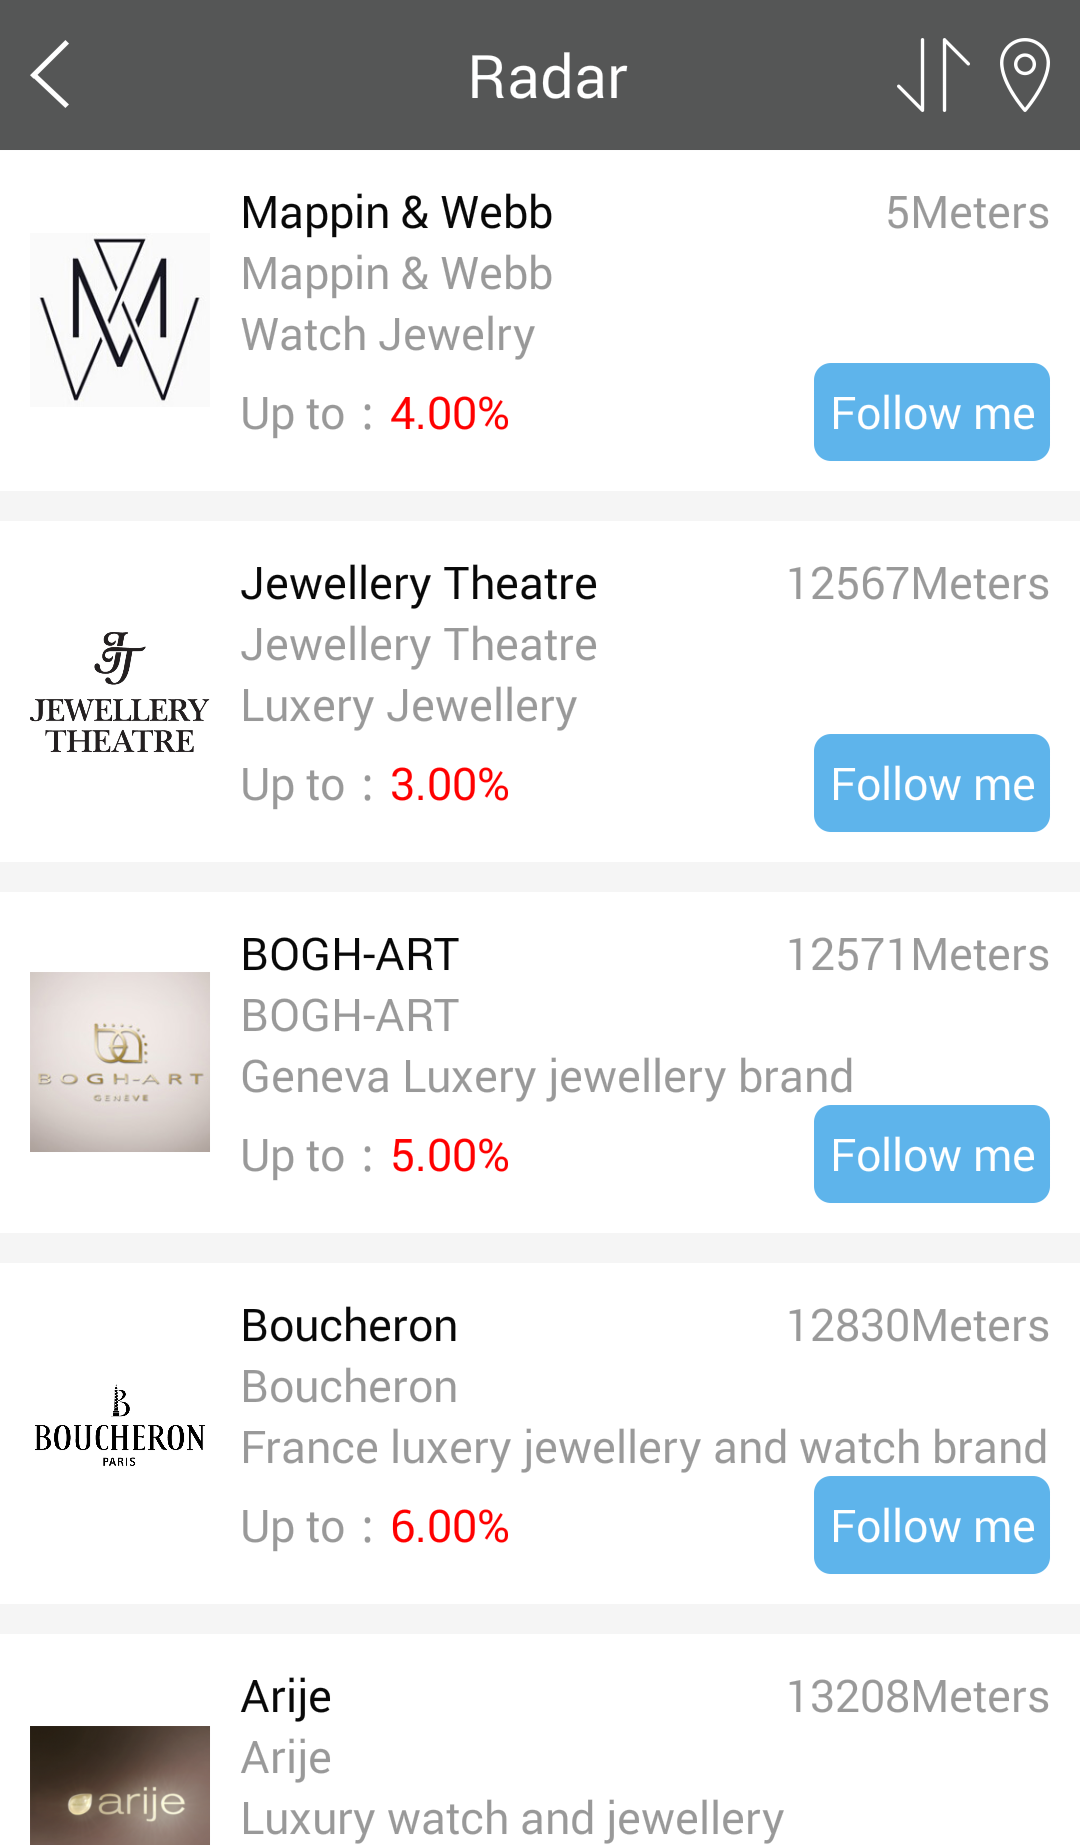 Radar
Mappin & Webb 5Meters
Mappin & Webb
Watch Jewelry
Up to : 4.00% Follow me
Jewellery Theatre 12567Meters
Jewellery Theatre
JEWELLERY
THEATRE
Luxery Jewellery
Up to : 3.00% Follow me
BOGH-ART 12571Meters
BOGH-ART
BOGH-ART
GENEVE
Geneva Luxery jewellery brand
Up to : 5.00% Follow me
Boucheron 12830Meters
Boucheron
B
BOUCHERON
PARIS
France luxery jewellery and watch brand
Up to : 6.00% Follow me
Arije 13208Meters
Arije
arije
Luxury watch and jewellery